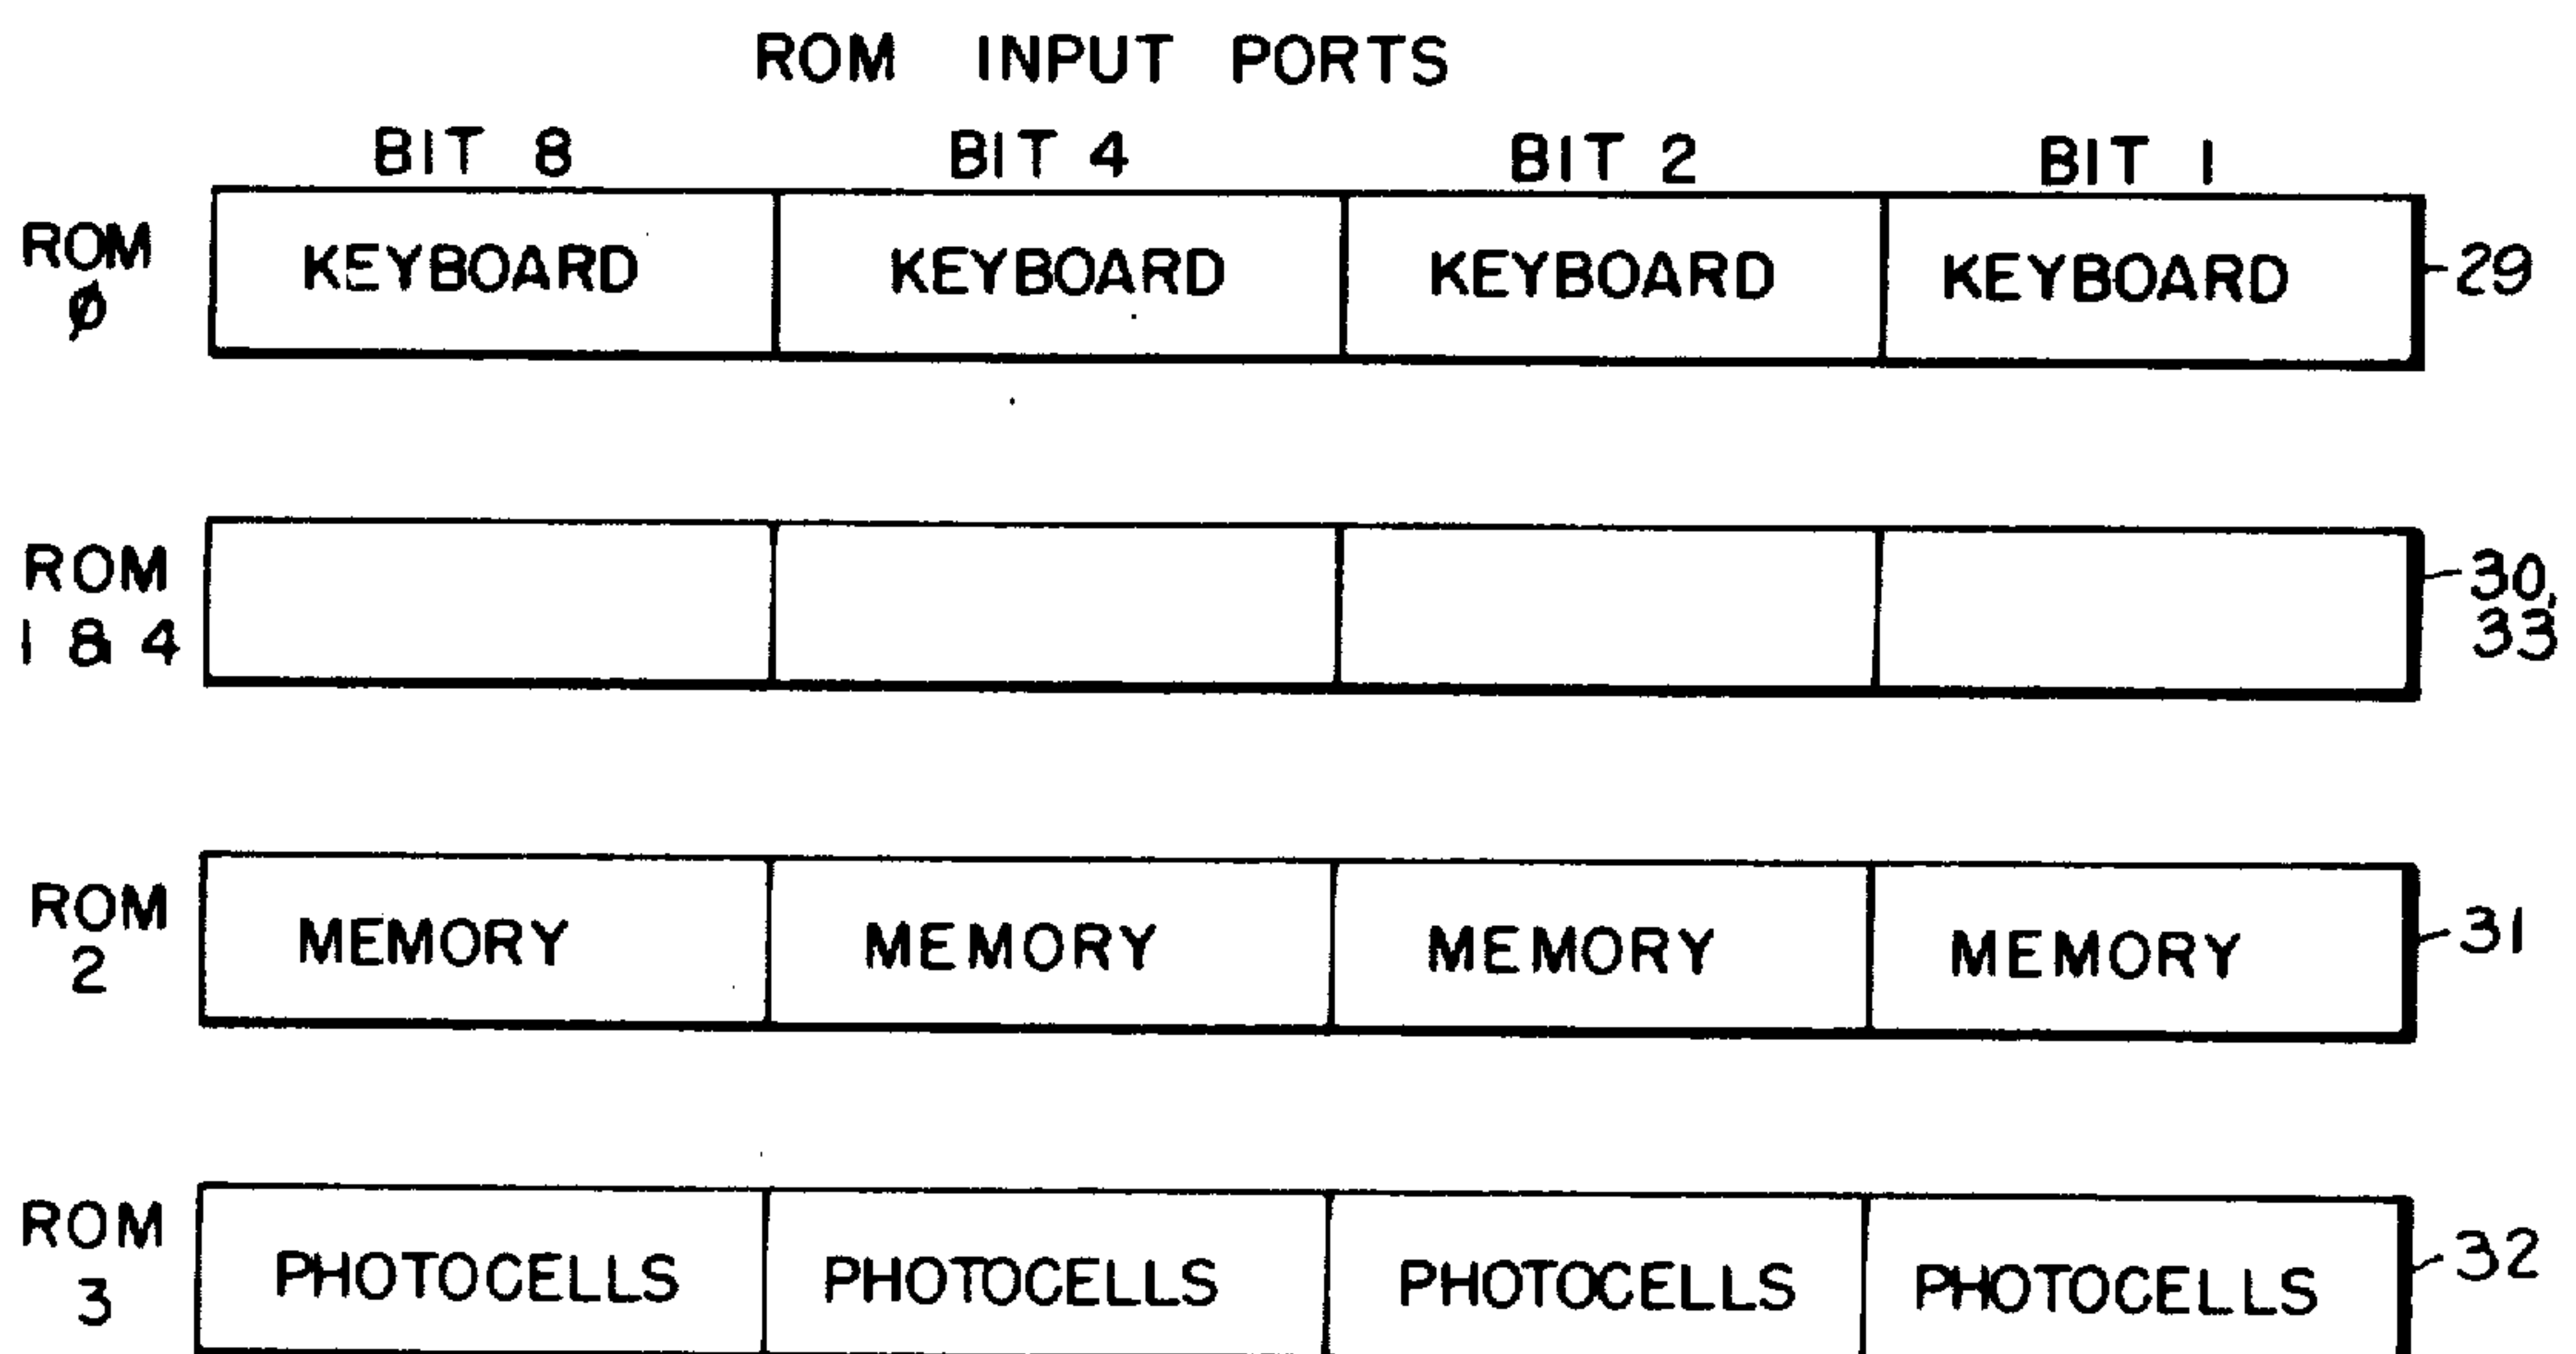 ROM INPUT PORTS
BIT 8 BIT 4 BIT 2 BIT 1
ROM Ø KEYBOARD KEYBOARD KEYBOARD KEYBOARD 29
ROM 1 & 4 30, 33
ROM 2 MEMORY MEMORY MEMORY MEMORY 31
ROM 3 PHOTOCELLS PHOTOCELLS PHOTOCELLS PHOTOCELLS 32